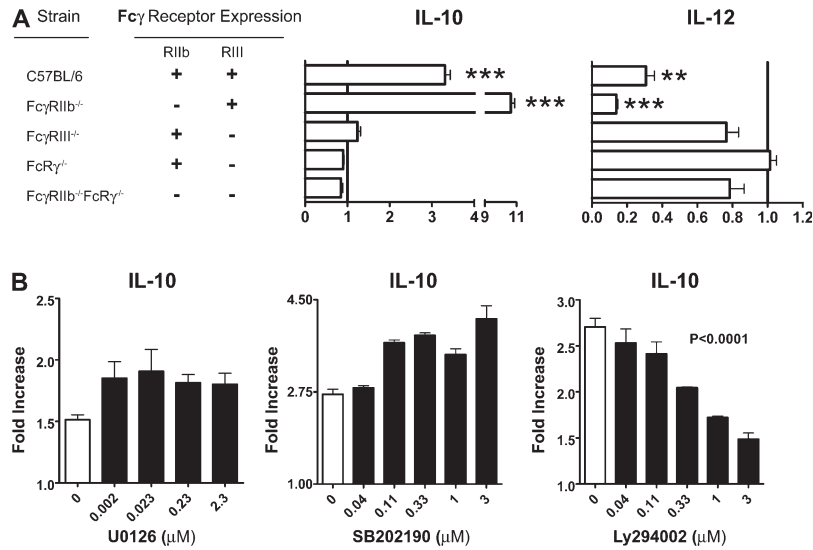 A Strain Fcγ Receptor Expression IL-10 IL-12
RIIb RIII
C57BL/6 + + *** **
FcγRIIb-/- - + *** ***
FcγRIII-/- + -
FcRγ-/- + -
FcγRIIb-/-FcRγ-/- - -
0 1 2 3 4 9 11 0.0 0.2 0.4 0.6 0.8 1.0 1.2
B IL-10 IL-10 IL-10
Fold Increase
2.5
2.0
1.5
1.0
0 0.002 0.023 0.23 2.3
U0126 (μM)
Fold Increase
4.50
2.75
1.00
0 0.04 0.11 0.33 1 3
SB202190 (μM)
Fold Increase
3.0
2.5
2.0
1.5
1.0
P<0.0001
0 0.04 0.11 0.33 1 3
Ly294002 (μM)